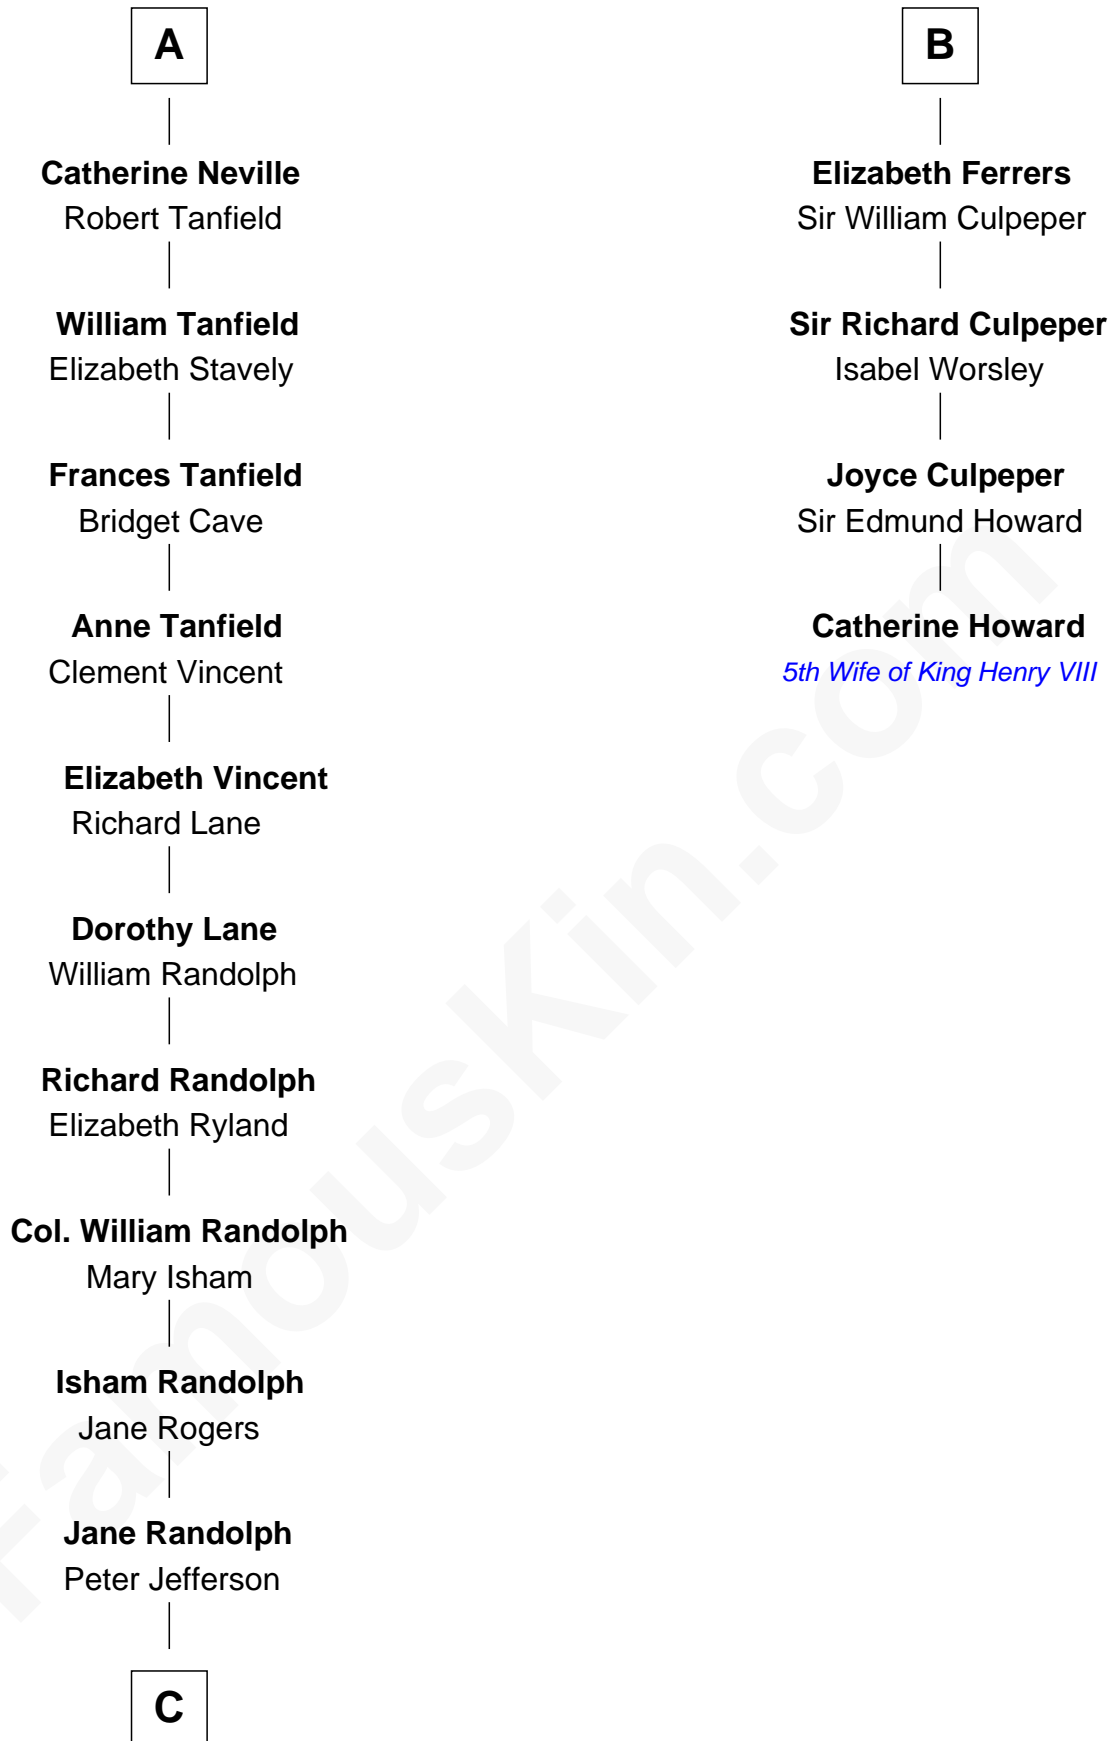 A
Catherine Neville
Robert Tanfield
William Tanfield
Elizabeth Stavely
Frances Tanfield
Bridget Cave
Anne Tanfield
Clement Vincent
Elizabeth Vincent
Richard Lane
Dorothy Lane
William Randolph
Richard Randolph
Elizabeth Ryland
Col. William Randolph
Mary Isham
Isham Randolph
Jane Rogers
Jane Randolph
Peter Jefferson
C
B
Elizabeth Ferrers
Sir William Culpeper
Sir Richard Culpeper
Isabel Worsley
Joyce Culpeper
Sir Edmund Howard
Catherine Howard
5th Wife of King Henry VIII
FamousKin.com